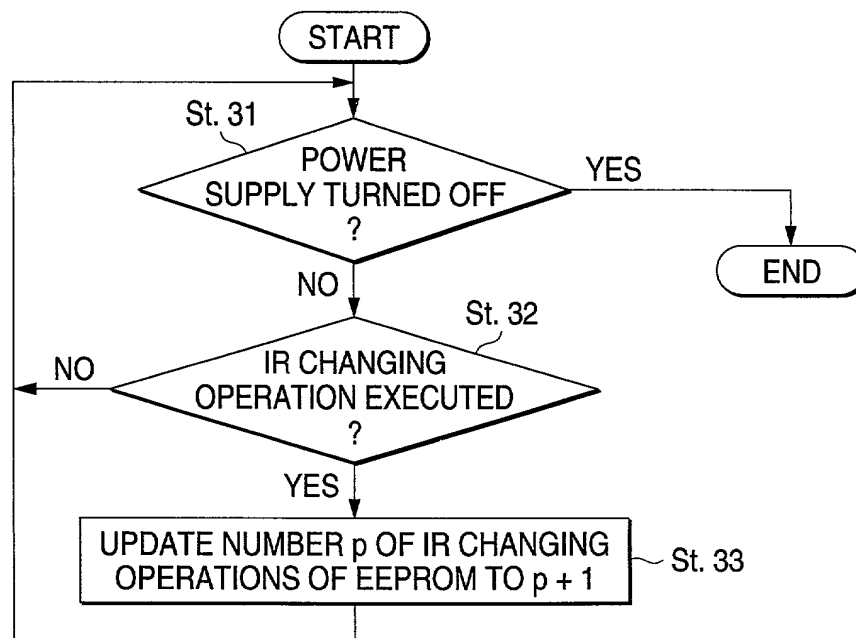 START
St. 31
POWER
SUPPLY TURNED OFF
?
YES
END
NO
St. 32
IR CHANGING
OPERATION EXECUTED
?
NO
YES
UPDATE NUMBER p OF IR CHANGING
OPERATIONS OF EEPROM TO p + 1
St. 33